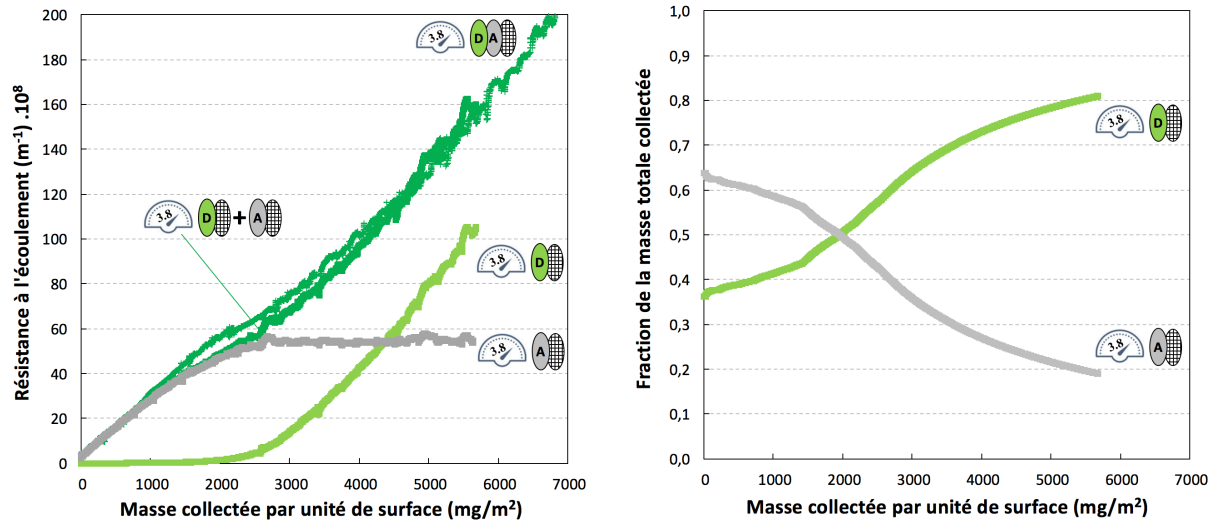 Résistance à l'écoulement (m⁻¹) .10⁸
200
180
160
140
120
100
80
60
40
20
0
0 1000 2000 3000 4000 5000 6000 7000
Masse collectée par unité de surface (mg/m²)
3.8 D A
3.8 D + A
3.8 D
3.8 A
Fraction de la masse totale collectée
1,0
0,9
0,8
0,7
0,6
0,5
0,4
0,3
0,2
0,1
0,0
0 1000 2000 3000 4000 5000 6000 7000
Masse collectée par unité de surface (mg/m²)
3.8 D
3.8 A